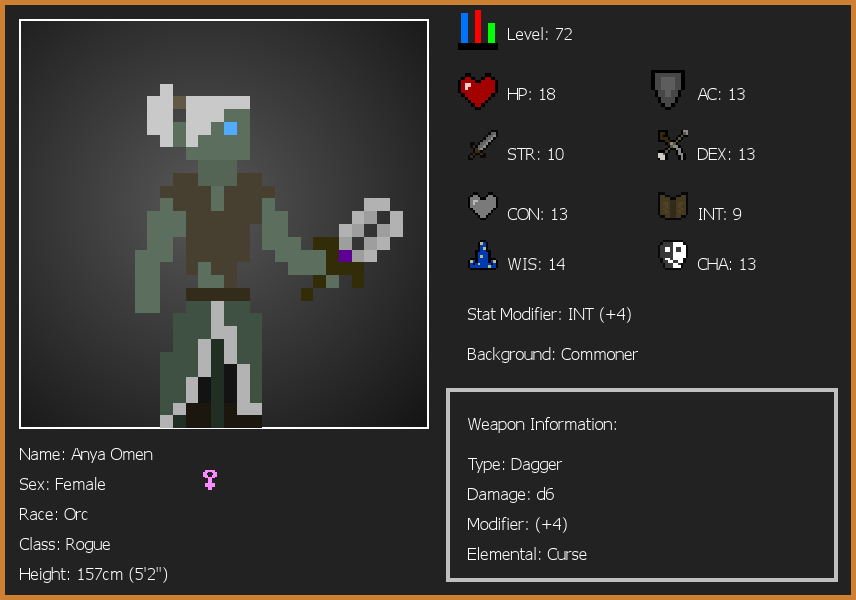 Level: 72
HP: 18
AC: 13
STR: 10
DEX: 13
CON: 13
INT: 9
WIS: 14
CHA: 13
Stat Modifier: INT (+4)
Background: Commoner
Weapon Information:
Type: Dagger
Damage: d6
Modifier: (+4)
Elemental: Curse
Name: Anya Omen
Sex: Female
Race: Orc
Class: Rogue
Height: 157cm (5'2")